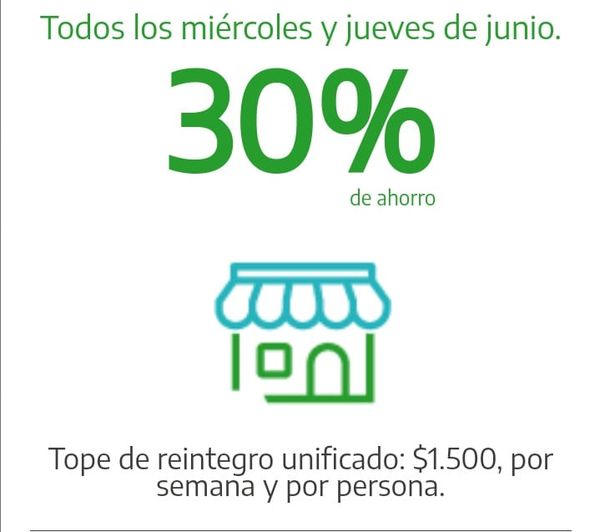 Todos los miércoles y jueves de junio.
30%
de ahorro
Tope de reintegro unificado: $1.500, por
semana y por persona.